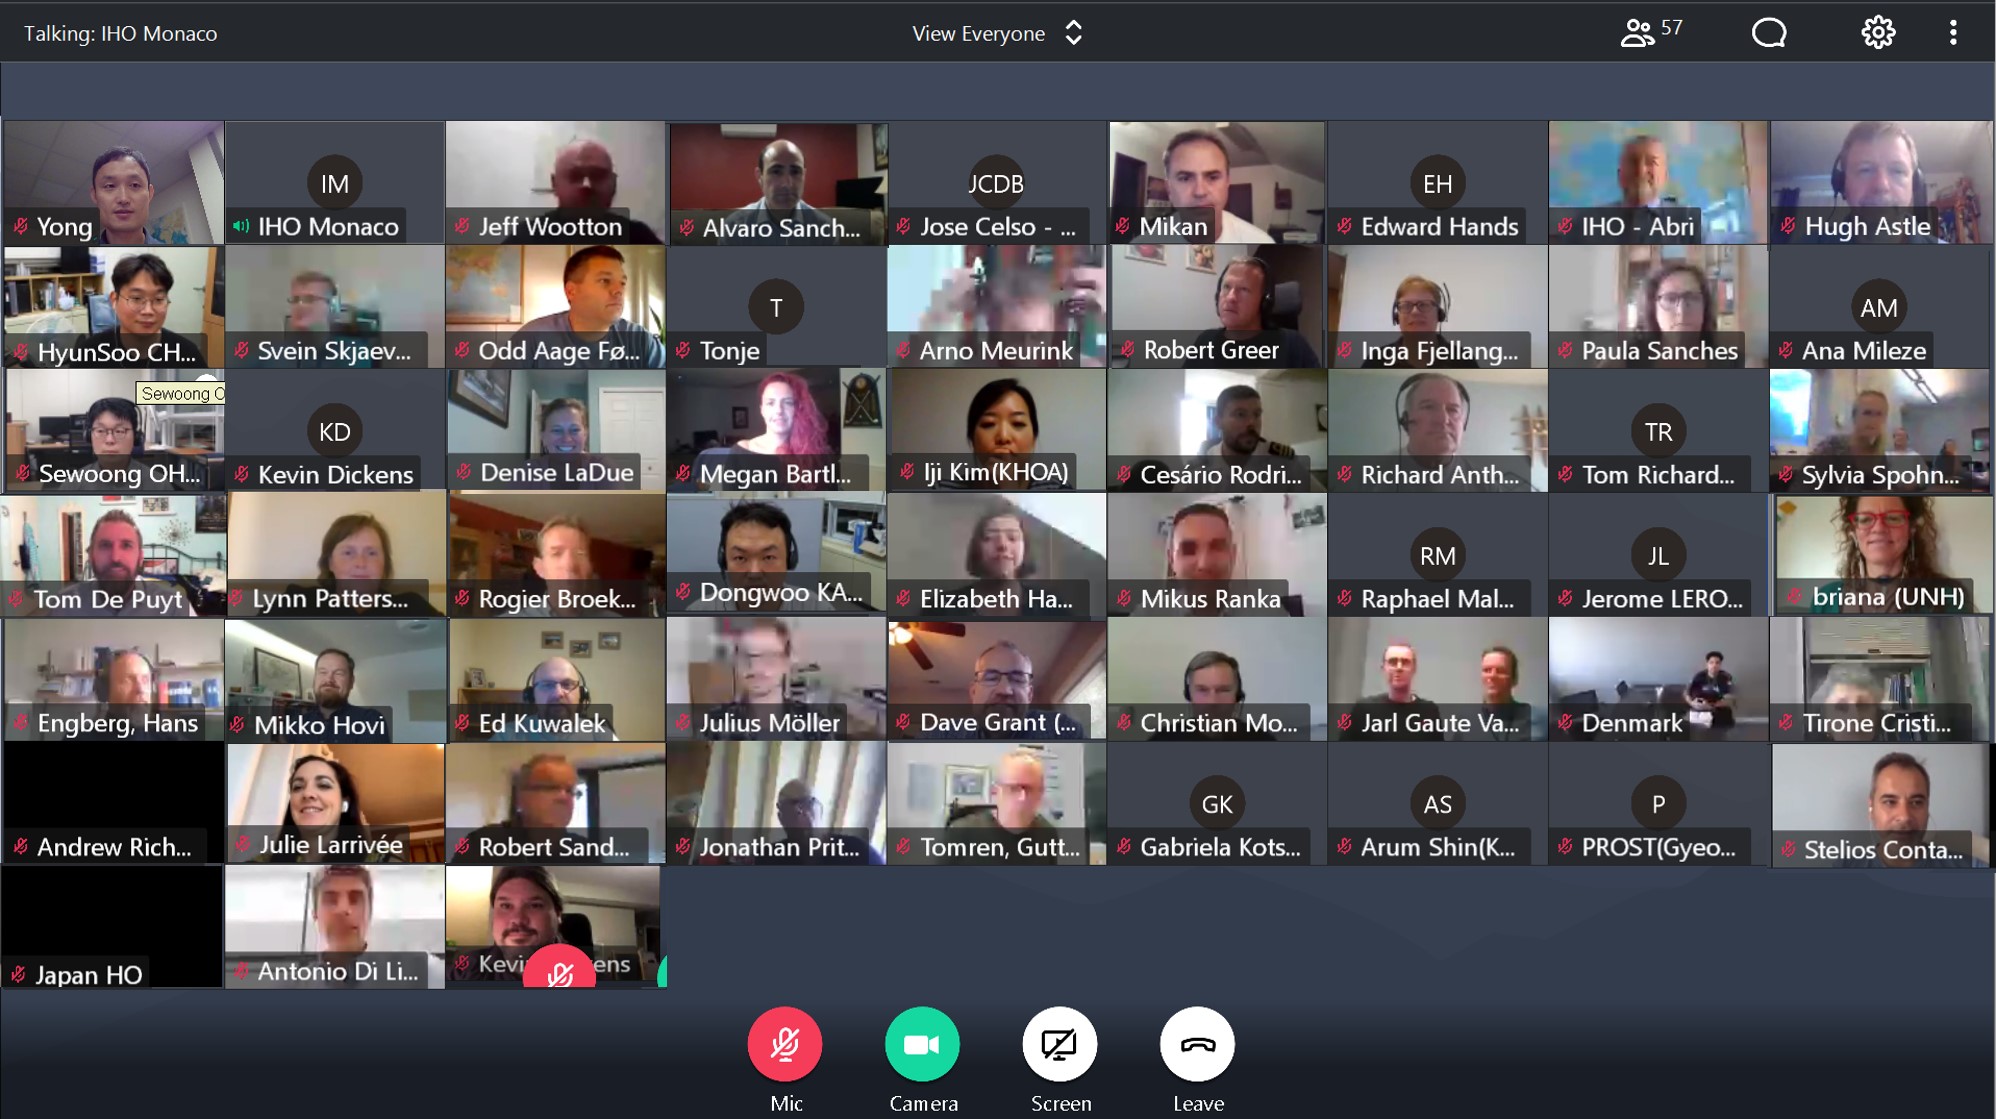 Talking: IHO Monaco
View Everyone
57
Yong
IM
IHO Monaco
Jeff Wootton
Alvaro Sanch...
JCDB
Jose Celso - ...
Mikan
EH
Edward Hands
IHO - Abri
Hugh Astle
HyunSoo CH...
Svein Skjaev...
Odd Aage Fø...
T
Tonje
Arno Meurink
Robert Greer
Inga Fjellang...
Paula Sanches
AM
Ana Mileze
Sewoong O
Sewoong OH...
KD
Kevin Dickens
Denise LaDue
Megan Bartl...
Iji Kim(KHOA)
Cesário Rodri...
Richard Anth...
TR
Tom Richard...
Sylvia Spohn...
Tom De Puyt
Lynn Patters...
Rogier Broek...
Dongwoo KA...
Elizabeth Ha...
Mikus Ranka
RM
Raphael Mal...
JL
Jerome LERO...
briana (UNH)
Engberg, Hans
Mikko Hovi
Ed Kuwalek
Julius Möller
Dave Grant (...
Christian Mo...
Jarl Gaute Va...
Denmark
Tirone Cristi...
Andrew Rich...
Julie Larrivée
Robert Sand...
Jonathan Prit...
Tomren, Gutt...
GK
Gabriela Kots...
AS
Arum Shin(K...
P
PROST(Gyeo...
Stelios Conta...
Japan HO
Antonio Di Li...
Mic
Camera
Screen
Leave